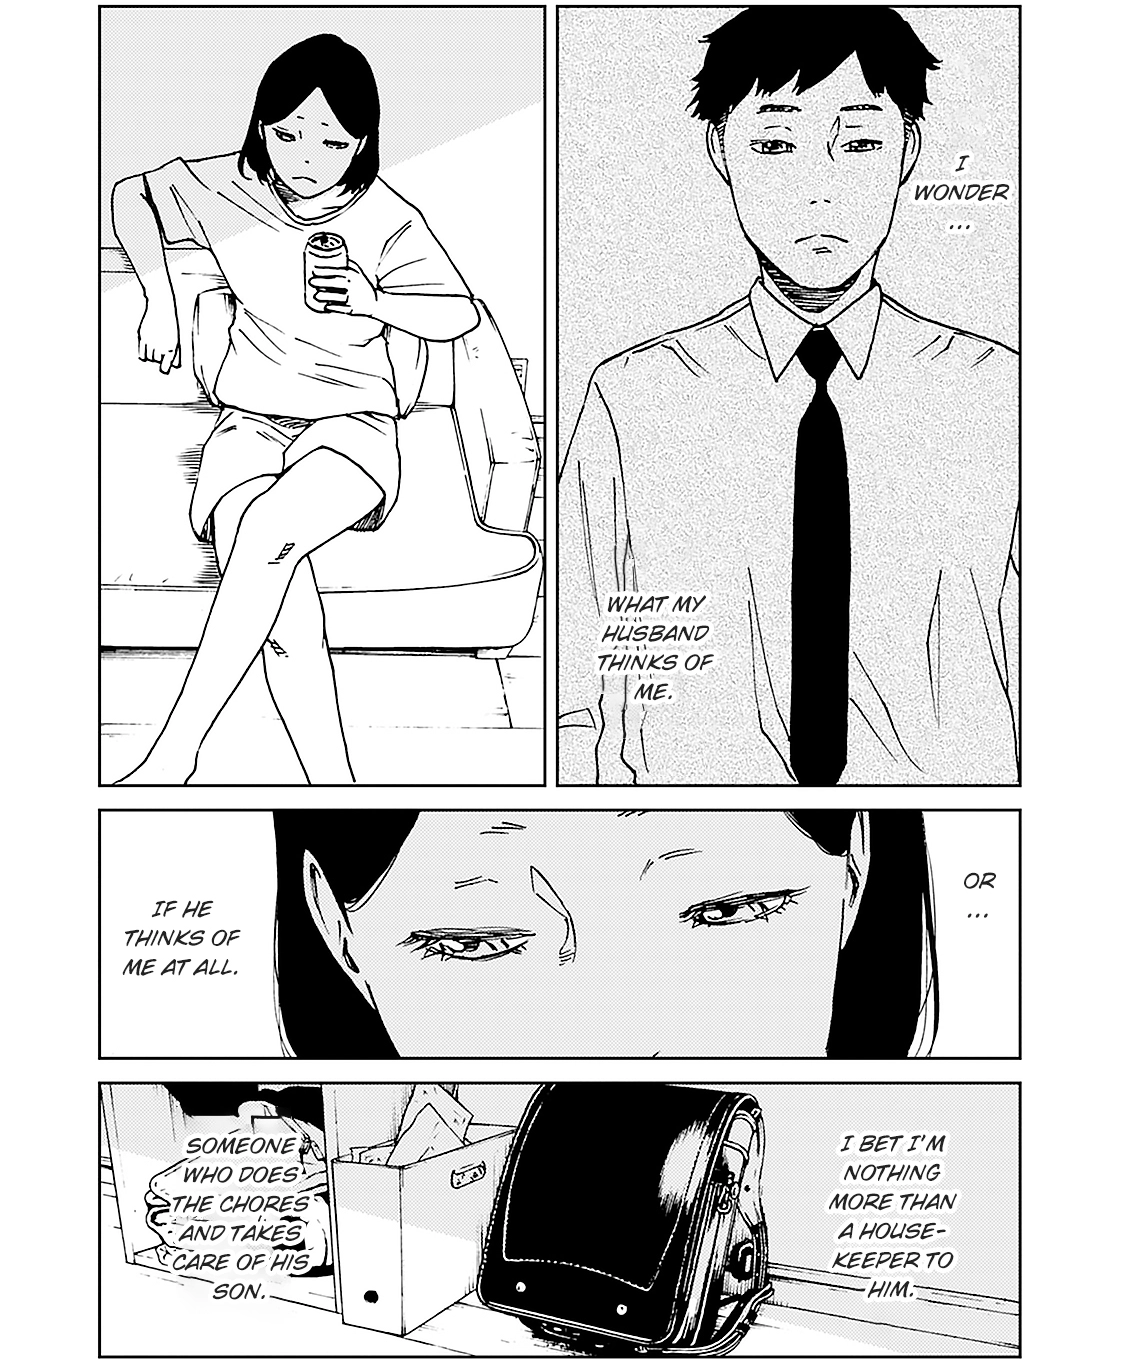 I
WONDER
...
WHAT MY
HUSBAND
THINKS OF
ME.
OR
...
IF HE
THINKS OF
ME AT ALL.
I BET I'M
NOTHING
MORE THAN
A HOUSE-
KEEPER TO
HIM.
SOMEONE
WHO DOES
THE CHORES
AND TAKES
CARE OF HIS
SON.